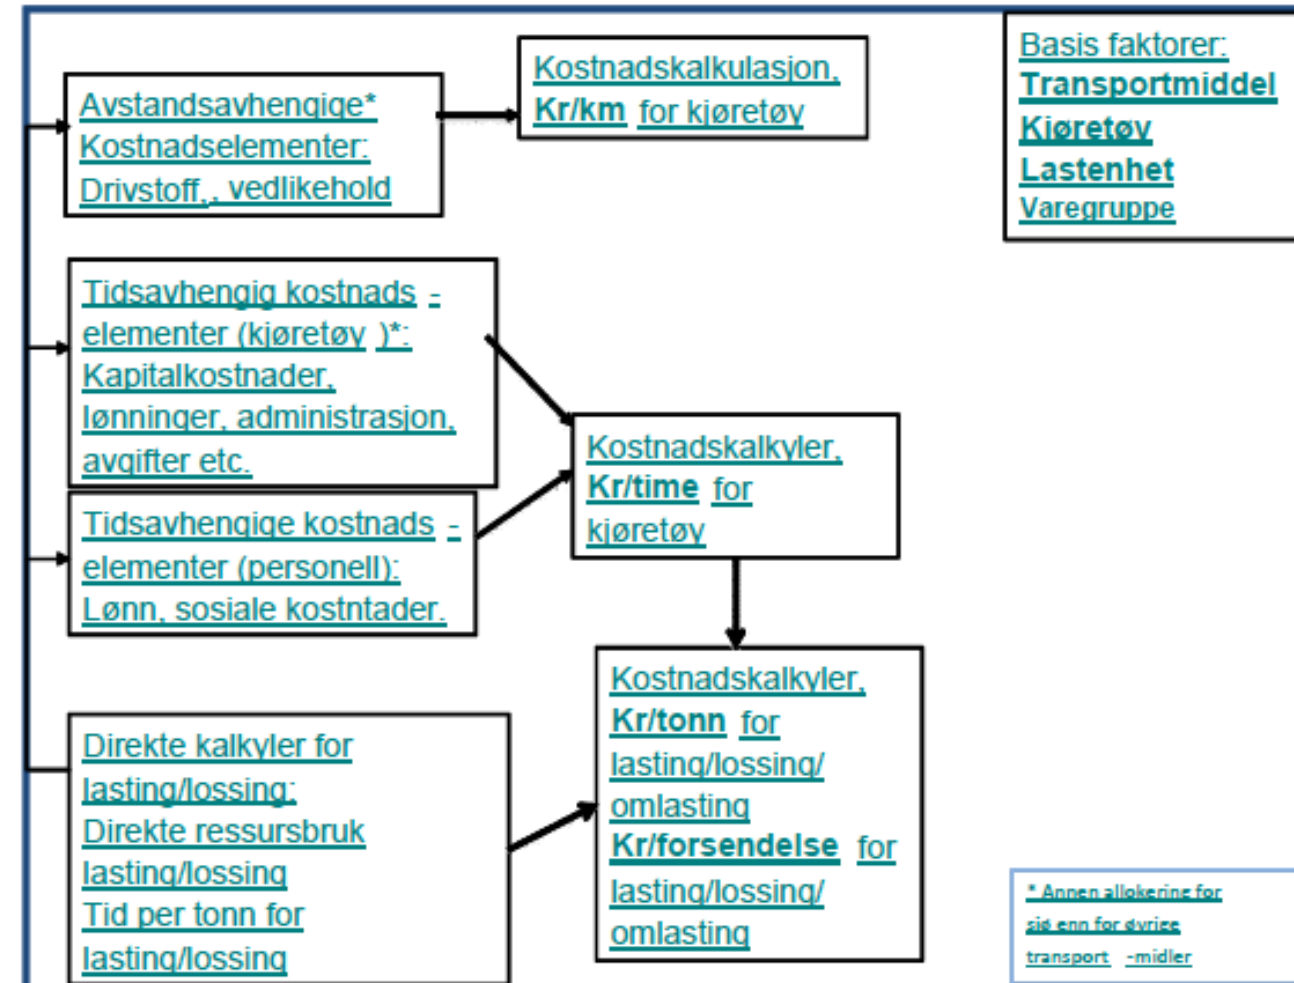 Avstandsavhengige*
Kostnadselementer:
Drivstoff,, vedlikehold
Kostnadskalkulasjon,
Kr/km for kjøretøy
Basis faktorer:
Transportmiddel
Kjøretøy
Lastenhet
Varegruppe
Tidsavhengig kostnads -
elementer (kjøretøy )*:
Kapitalkostnader,
lønninger, administrasjon,
avgifter etc.
Tidsavhengige kostnads -
elementer (personell):
Lønn, sosiale kostntader.
Kostnadskalkyler,
Kr/time for
kjøretøy
Direkte kalkyler for
lasting/lossing:
Direkte ressursbruk
lasting/lossing
Tid per tonn for
lasting/lossing
Kostnadskalkyler,
Kr/tonn for
lasting/lossing/
omlasting
Kr/forsendelse for
lasting/lossing/
omlasting
* Annen allokering for
sjø enn for øvrige
transport -midler